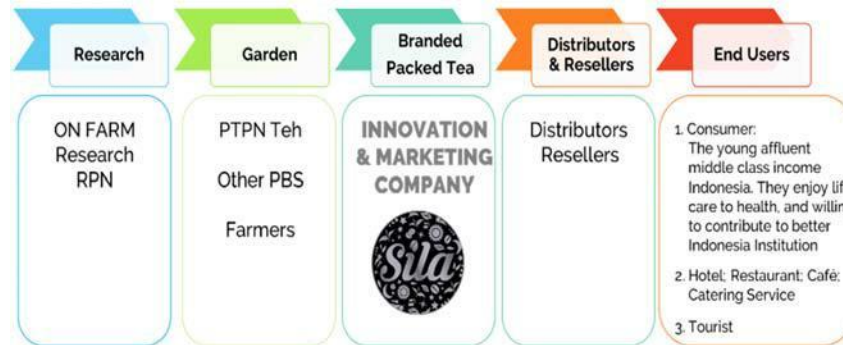 Research
Garden
Branded
Packed Tea
Distributors
& Resellers
End Users
ON FARM
Research
RPN
PTPN Teh
Other PBS
Farmers
INNOVATION
& MARKETING
COMPANY
Sila
Distributors
Resellers
1. Consumer:
The young affluent
middle class income
Indonesia. They enjoy lif
care to health, and willin
to contribute to better
Indonesia Institution
2. Hotel; Restaurant; Café;
Catering Service
3. Tourist